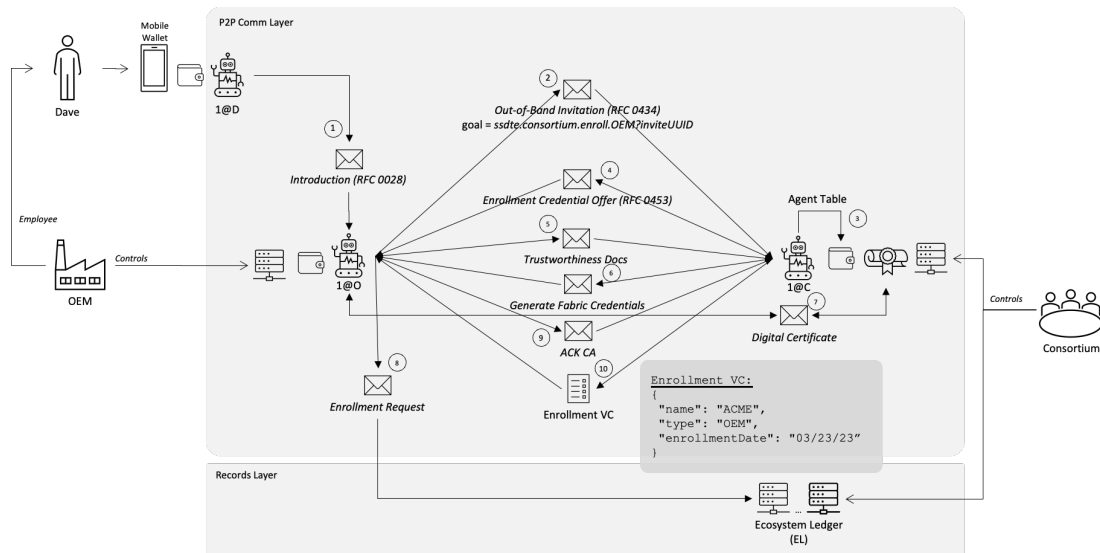 P2P Comm Layer
Mobile
Wallet
Dave
1@D
1
Introduction (RFC 0028)
2
Out-of-Band Invitation (RFC 0434)
goal = ssdte.consortium.enroll.OEM?inviteUUID
4
Enrollment Credential Offer (RFC 0453)
Agent Table
3
5
Trustworthiness Docs
Employee
Controls
OEM
1@O
1@C
6
Generate Fabric Credentials
7
Digital Certificate
Controls
Consortium
9
ACK CA
8
Enrollment Request
10
Enrollment VC
Enrollment VC:
{
"name": "ACME",
"type": "OEM",
"enrollmentDate": "03/23/23”
}
Records Layer
...
Ecosystem Ledger
(EL)